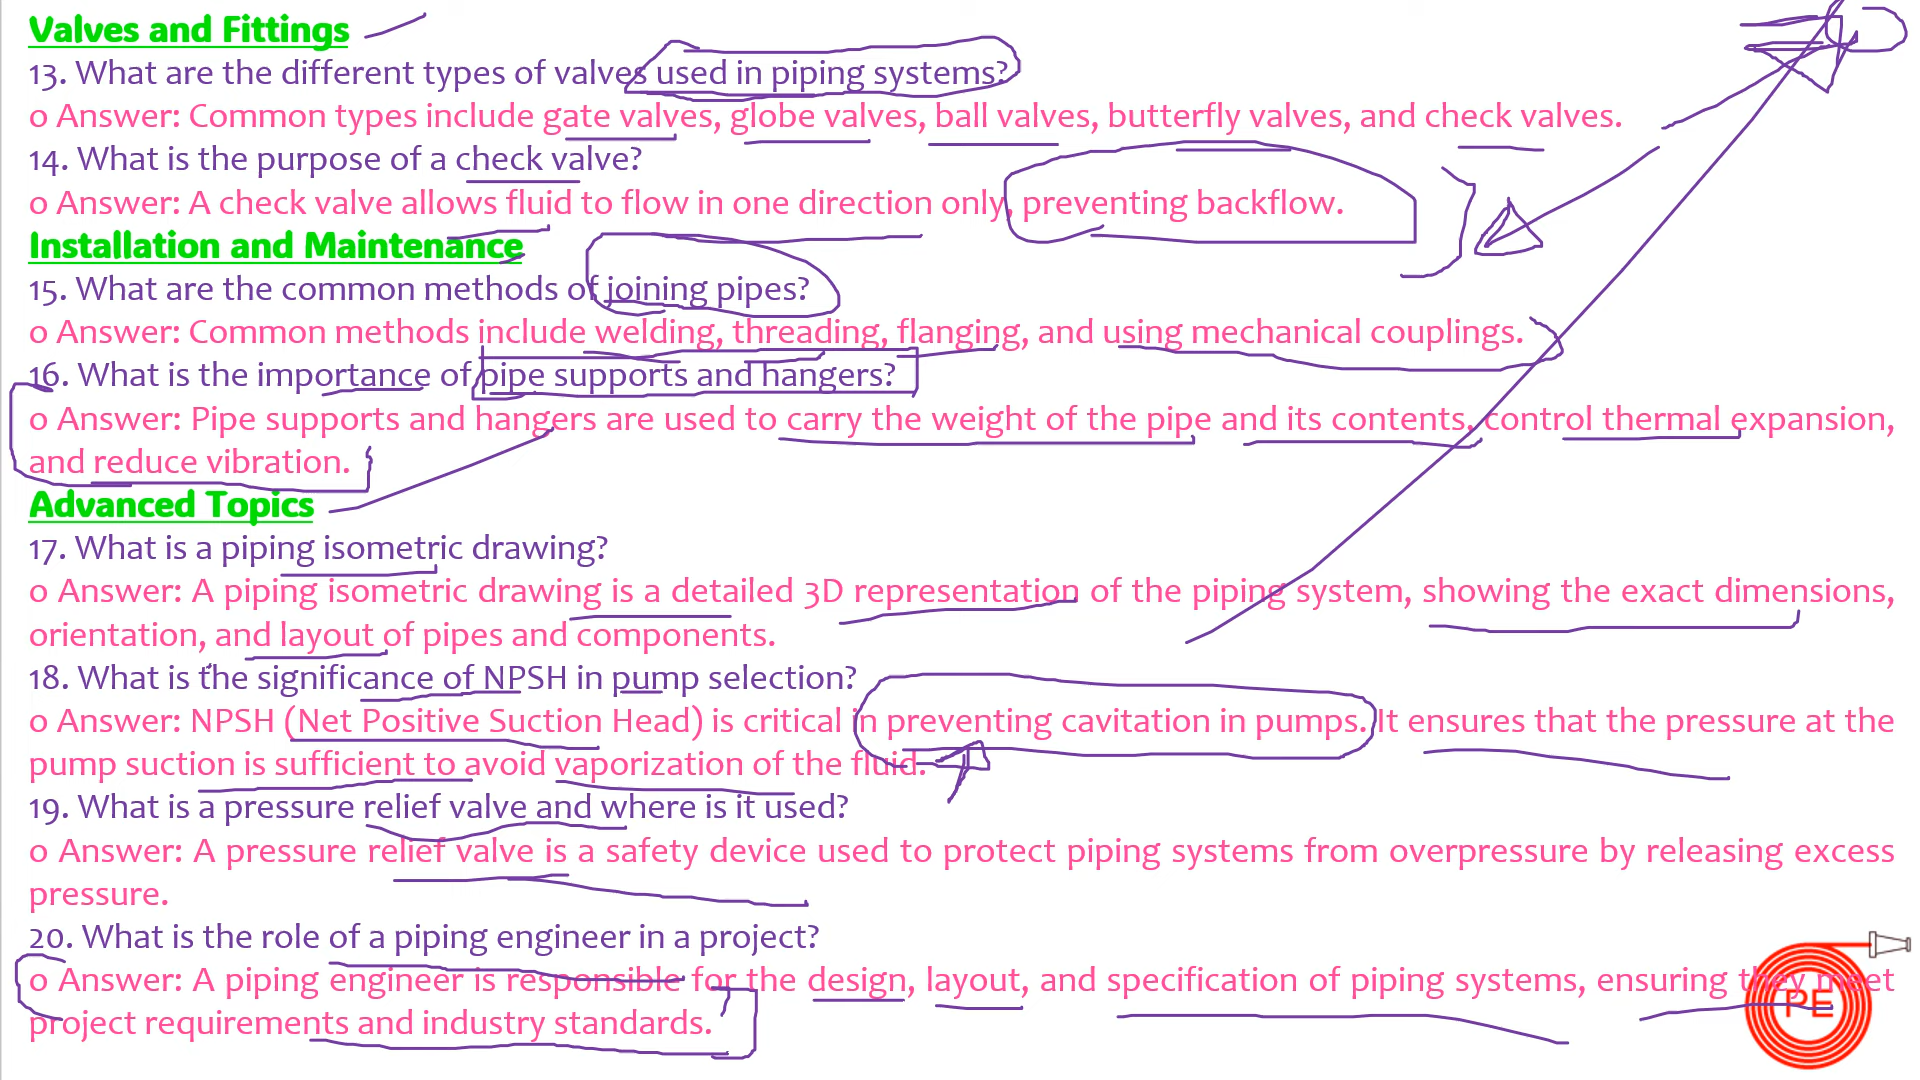 Valves and Fittings
13. What are the different types of valves used in piping systems?
o Answer: Common types include gate valves, globe valves, ball valves, butterfly valves, and check valves.
14. What is the purpose of a check valve?
o Answer: A check valve allows fluid to flow in one direction only, preventing backflow.
Installation and Maintenance
15. What are the common methods of joining pipes?
o Answer: Common methods include welding, threading, flanging, and using mechanical couplings.
16. What is the importance of pipe supports and hangers?
o Answer: Pipe supports and hangers are used to carry the weight of the pipe and its contents, control thermal expansion,
and reduce vibration.
Advanced Topics
17. What is a piping isometric drawing?
o Answer: A piping isometric drawing is a detailed 3D representation of the piping system, showing the exact dimensions,
orientation, and layout of pipes and components.
18. What is the significance of NPSH in pump selection?
o Answer: NPSH (Net Positive Suction Head) is critical in preventing cavitation in pumps. It ensures that the pressure at the
pump suction is sufficient to avoid vaporization of the fluid.
19. What is a pressure relief valve and where is it used?
o Answer: A pressure relief valve is a safety device used to protect piping systems from overpressure by releasing excess
pressure.
20. What is the role of a piping engineer in a project?
o Answer: A piping engineer is responsible for the design, layout, and specification of piping systems, ensuring they meet
project requirements and industry standards.
PE